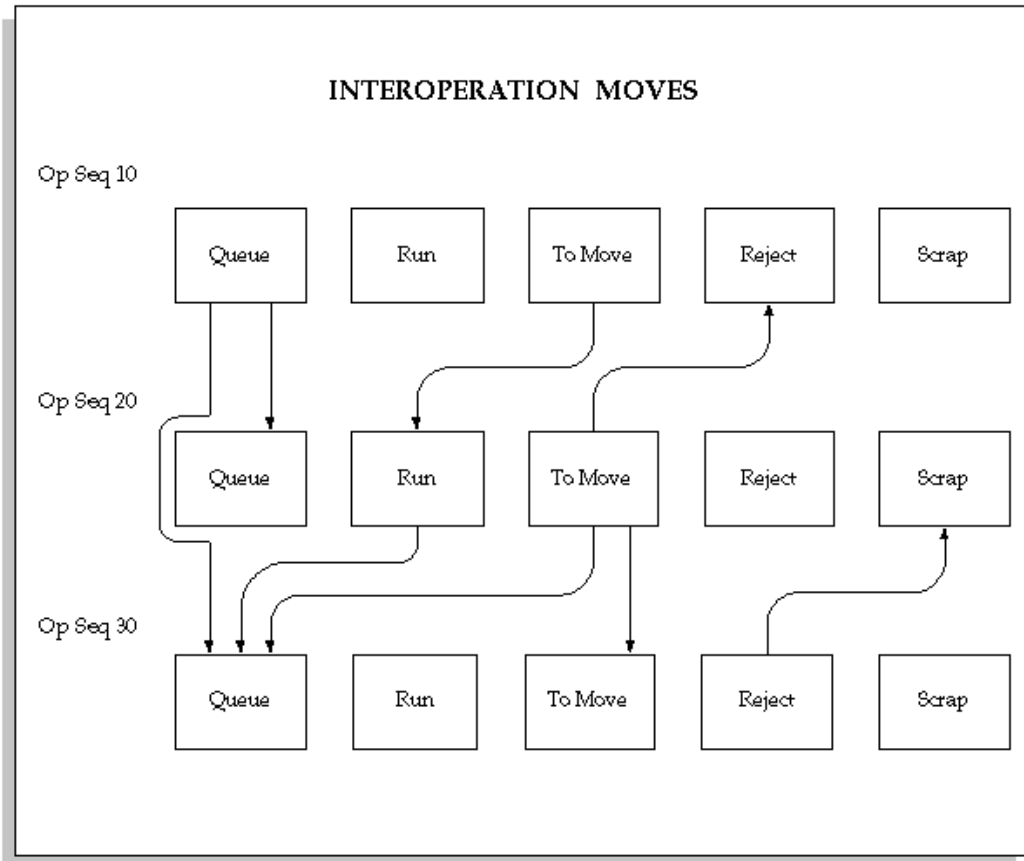 INTEROPERATION MOVES
Op Seq 10
Queue
Run
To Move
Reject
Scrap
Op Seq 20
Queue
Run
To Move
Reject
Scrap
Op Seq 30
Queue
Run
To Move
Reject
Scrap